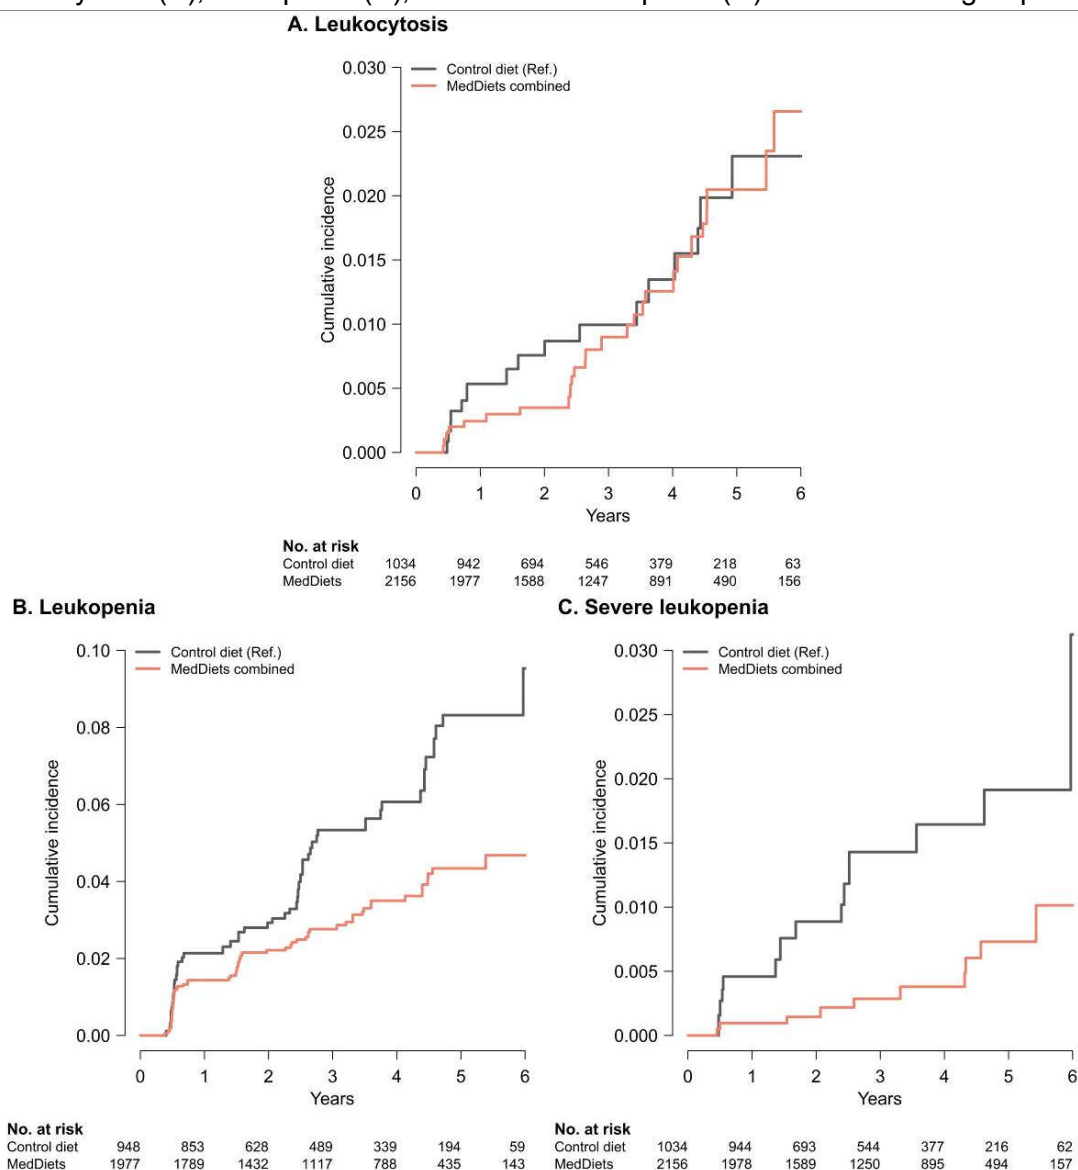 A. Leukocytosis
Control diet (Ref.)
MedDiets combined
0.030
0.025
0.020
0.015
0.010
0.005
0.000
Cumulative incidence
0 1 2 3 4 5 6
Years
No. at risk
Control diet 1034 942 694 546 379 218 63
MedDiets 2156 1977 1588 1247 891 490 156
B. Leukopenia
Control diet (Ref.)
MedDiets combined
0.10
0.08
0.06
0.04
0.02
0.00
Cumulative incidence
0 1 2 3 4 5 6
Years
No. at risk
Control diet 948 853 628 489 339 194 59
MedDiets 1977 1789 1432 1117 788 435 143
C. Severe leukopenia
Control diet (Ref.)
MedDiets combined
0.030
0.025
0.020
0.015
0.010
0.005
0.000
Cumulative incidence
0 1 2 3 4 5 6
Years
No. at risk
Control diet 1034 944 693 544 377 216 62
MedDiets 2156 1978 1589 1250 895 494 157